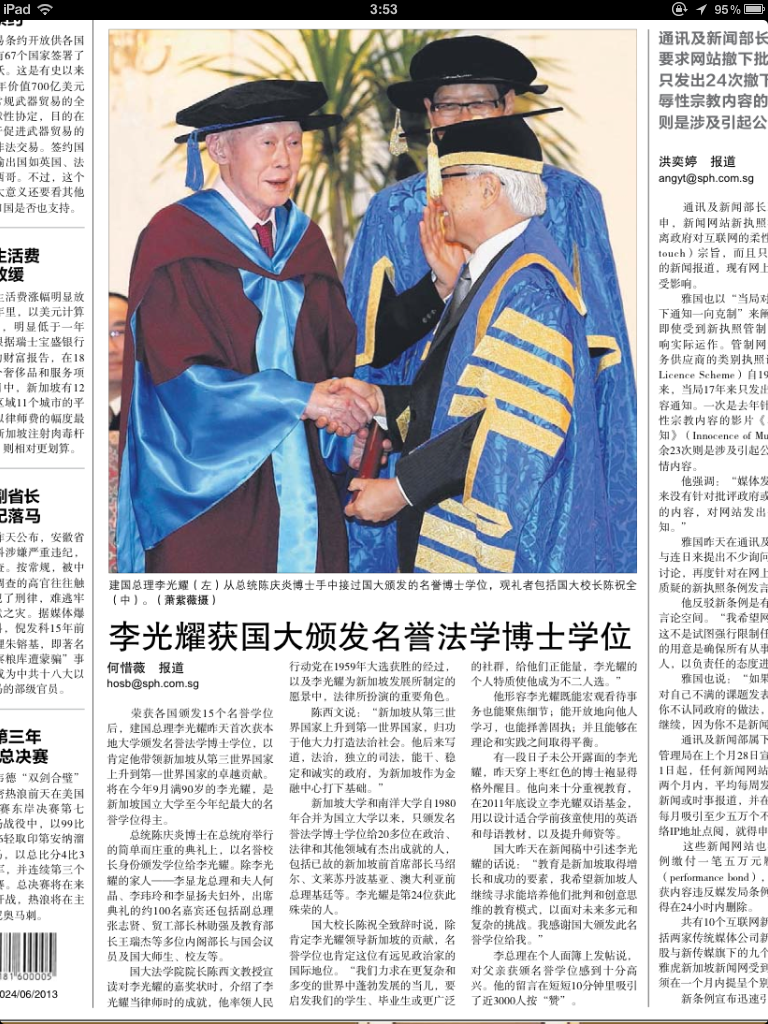 iPad
3:53
95%
易条约开放供各国
有67个国家签署了
天。这是有史以来
年价值700亿美元
常规武器贸易的全
束性协定，目的在
于促进武器贸易的
非法交易。签约国
输出国如英国、法
西哥。不过，这个
大意义还要看其他
和国是否也支持。
生活费
放缓
生活费涨幅明显放
年里，以美元计算
，明显低于一年
根据瑞士宝盛银行
的财富报告，在18
个奢侈品和服务项
目中，新加坡有12
区域11个城市的平
以律师费的幅度最
新加坡注射肉毒杆
则相对更划算。
副省长
纪落马
昨天公布，安徽省
科涉嫌严重违纪，
查。按常规，被中
调查的高官往往触
犯了刑律，难逃牢
狱之灾。据媒体爆
料，倪发科15年前
理朱镕基，即著名
察粮库遭蒙骗”事
成为中共十八大以
马的部级官员。
第三年
总决赛
韦德“双剑合璧”
密热浪前天在美国
赛东岸决赛第七
场战役中，以99比
6轻取印第安纳溜
，以总比分4比3
军，并连续第三个
赛。总决赛将在来
开战，热浪将在主
尼奥马刺。
024/06/2013
建国总理李光耀（左）从总统陈庆炎博士手中接过国大颁发的名誉博士学位，观礼者包括国大校长陈祝全
（中）。（萧紫薇摄）
李光耀获国大颁发名誉法学博士学位
何惜薇　报道
hosb@sph.com.sg
荣获各国颁发15个名誉学位
后，建国总理李光耀昨天首次获本
地大学颁发名誉法学博士学位，以
肯定他带领新加坡从第三世界国家
上升到第一世界国家的卓越贡献。
将在今年9月满90岁的李光耀，是
新加坡国立大学至今年纪最大的名
誉学位得主。
总统陈庆炎博士在总统府举行
的简单而庄重的典礼上，以名誉校
长身份颁发学位给李光耀。除李光
耀的家人——李显龙总理和夫人何
晶、李玮玲和李显扬夫妇外，出席
典礼的约100名嘉宾还包括副总理
张志贤、贸工部长林勋强及教育部
长王瑞杰等多位内阁部长与国会议
员及国大师生、校友等。
国大法学院院长陈西文教授宣
读对李光耀的嘉奖状时，介绍了李
光耀当律师时的成就，他率领人民
行动党在1959年大选获胜的经过，
以及李光耀为新加坡发展所制定的
愿景中，法律所扮演的重要角色。
陈西文说：“新加坡从第三世
界国家上升到第一世界国家，归功
于他大力打造法治社会。他后来写
道，法治，独立的司法，能干、稳
定和诚实的政府，为新加坡作为金
融中心打下基础。”
新加坡大学和南洋大学自1980
年合并为国立大学以来，只颁发名
誉法学博士学位给20多位在政治、
法律和其他领域有杰出成就的人，
包括已故的新加坡前首席部长马绍
尔、文莱苏丹波基亚、澳大利亚前
总理基廷等。李光耀是第24位获此
殊荣的人。
国大校长陈祝全致辞时说，除
肯定李光耀领导新加坡的贡献，名
誉学位也肯定这位有远见政治家的
国际地位。“我们力求在更复杂和
多变的世界中蓬勃发展的当儿，要
启发我们的学生、毕业生或更广泛
的社群，给他们正能量，李光耀的
个人特质使他成为不二人选。”
他形容李光耀既能宏观看待事
务也能聚焦细节；能开放地向人
学习，也能择善固执；并且能够在
理论和实践之间取得平衡。
有一段日子未公开露面的李光
耀，昨天穿上枣红色的博士袍显得
格外醒目。他向来十分重视教育，
在2011年底设立李光耀双语基金，
用以设计适合学前孩童使用的英语
和母语教材，以及提升师资等。
国大昨天在新闻稿中引述李光
耀的话说：“教育是新加坡取得增
长和成功的要素，我希望新加坡人
继续寻求能培养他们批判和创意思
维的教育模式，以面对未来多元和
复杂的挑战。我感谢国大颁发此名
誉学位给我。”
李总理在个人面簿上发帖说，
对父亲获颁名誉学位感到十分高
兴。他的留言在短短10分钟里吸引
了近3000人按“赞”。
通讯及新闻部长
要求网站撤下批
只发出24次撤下
辱性宗教内容的
则是涉及引起公
洪奕婷　报道
angyt@sph.com.sg
通讯及新闻部长
申，新闻网站新执照
离政府对互联网的柔性
touch）宗旨，而且只
的新闻报道，现有网上
受影响。
雅国也以“当局对
下通知一向克制”来阐
即使受到新执照管制
响实际运作。管制网
务供应商的类别执照
Licence Scheme）自19
来，当局17年来只发出
容通知。一次是去年针
性宗教内容的影片《
知》（Innocence of Mu
余23次则是涉及引起公
情内容。
他强调：“媒体发
来没有针对批评政府或
的内容，对网站发出
知。”
雅国昨天在通讯及
与连日来提出不少询问
讨论，再度针对在网上
质疑的新执照条例发言
他反驳新条例是有
言论空间。“我希望网
这不是试图强行限制任
的用意是确保所有从事
人，以负责任的态度进
雅国也说：“如果
对自己不满的课题发表
你不认同政府的做法，
继续，因为你不是新闻
通讯及新闻部属下
管理局在上个月28日宣
1日起，任何新闻网站
两个月内，平均每周发
新闻或时事报道，并在
每月吸引至少五万个不
络IP地址点阅，就得申
这些新闻网站也
例缴付一笔五万元履
（performance bond），
获内容违反媒发局条例
得在24小时内删除。
共有10个互联网新
括两家传统媒体公司新
股与新传媒旗下的九个
雅虎新加坡新闻网受到
须在一个月内提呈个别
新条例宣布迅速引